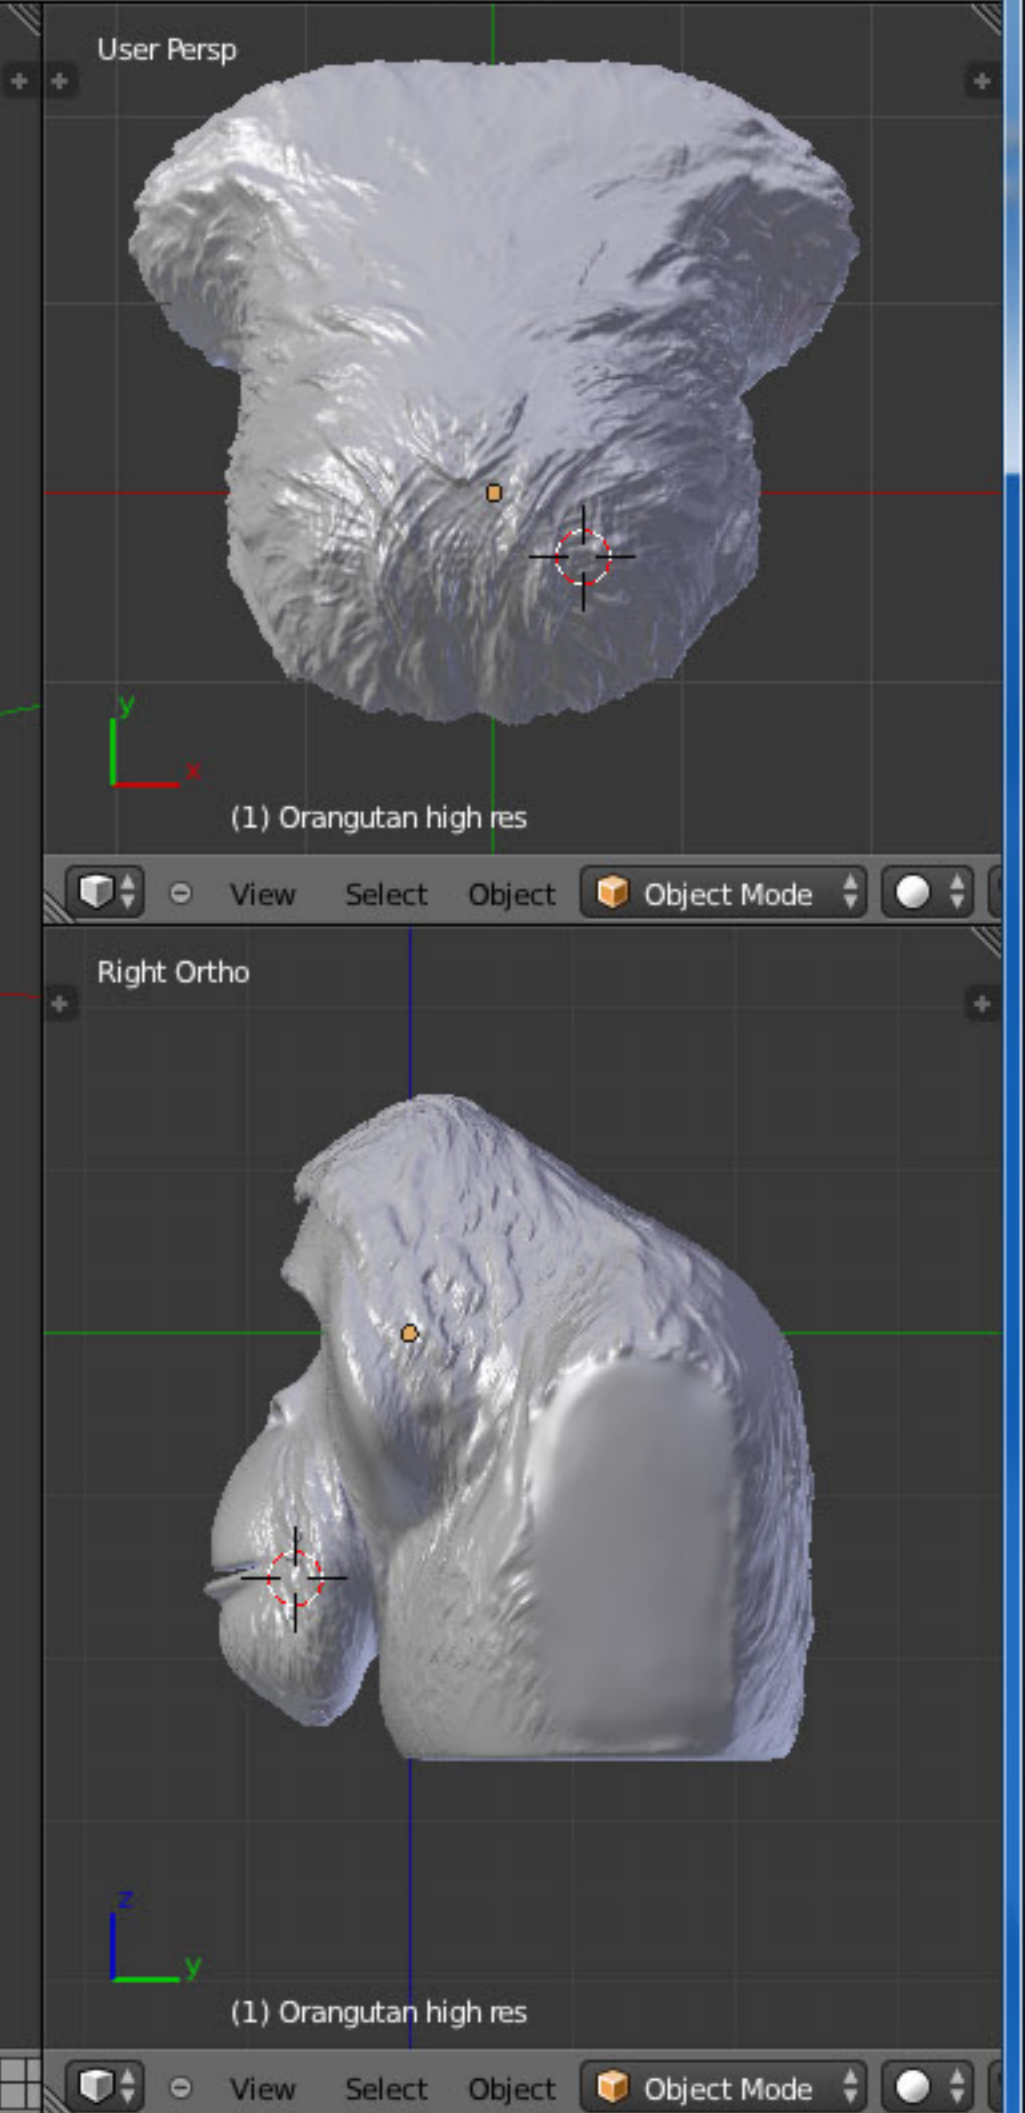 User Persp
y
x
(1) Orangutan high res
View Select Object Object Mode
Right Ortho
z
y
(1) Orangutan high res
View Select Object Object Mode